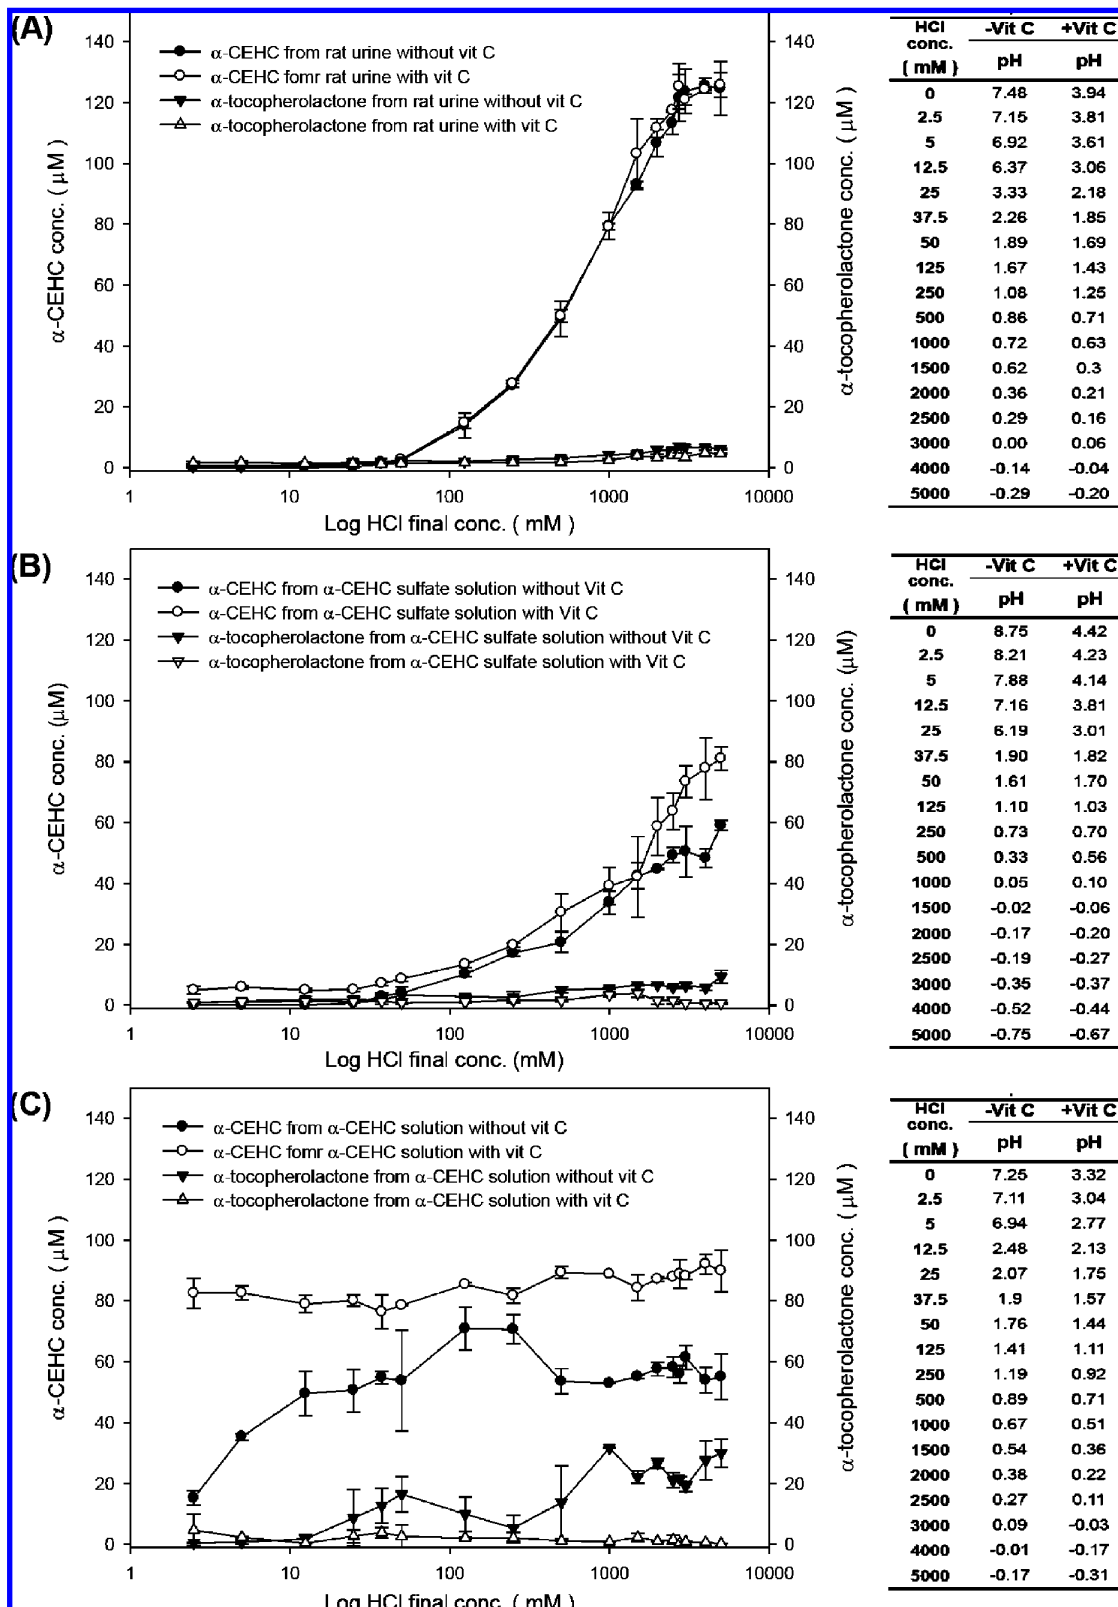 (A)
140
120
100
80
60
40
20
0
α-CEHC conc. ( μM )
α-CEHC from rat urine without vit C
α-CEHC fomr rat urine with vit C
α-tocopherolactone from rat urine without vit C
α-tocopherolactone from rat urine with vit C
140
120
100
80
60
40
20
0
α-tocopherolactone conc. ( μM )
1 10 100 1000 10000
Log HCl final conc. ( mM )
HCl conc. ( mM ) -Vit C +Vit C
pH pH
0 7.48 3.94
2.5 7.15 3.81
5 6.92 3.61
12.5 6.37 3.06
25 3.33 2.18
37.5 2.26 1.85
50 1.89 1.69
125 1.67 1.43
250 1.08 1.25
500 0.86 0.71
1000 0.72 0.63
1500 0.62 0.3
2000 0.36 0.21
2500 0.29 0.16
3000 0.00 0.06
4000 -0.14 -0.04
5000 -0.29 -0.20
(B)
140
120
100
80
60
40
20
0
α-CEHC conc. (μM)
α-CEHC from α-CEHC sulfate solution without Vit C
α-CEHC from α-CEHC sulfate solution with Vit C
α-tocopherolactone from α-CEHC sulfate solution without Vit C
α-tocopherolactone from α-CEHC sulfate solution with Vit C
140
120
100
80
60
40
20
0
α-tocopherolactone conc. (μM)
1 10 100 1000 10000
Log HCl final conc. (mM)
HCl conc. ( mM ) -Vit C +Vit C
pH pH
0 8.75 4.42
2.5 8.21 4.23
5 7.88 4.14
12.5 7.16 3.81
25 6.19 3.01
37.5 1.90 1.82
50 1.61 1.70
125 1.10 1.03
250 0.73 0.70
500 0.33 0.56
1000 0.05 0.10
1500 -0.02 -0.06
2000 -0.17 -0.20
2500 -0.19 -0.27
3000 -0.35 -0.37
4000 -0.52 -0.44
5000 -0.75 -0.67
(C)
140
120
100
80
60
40
20
0
α-CEHC conc. ( μM )
α-CEHC from α-CEHC solution without vit C
α-CEHC fomr α-CEHC solution with vit C
α-tocopherolactone from α-CEHC solution without vit C
α-tocopherolactone from α-CEHC solution with vit C
140
120
100
80
60
40
20
0
α-tocopherolactone conc. ( μM )
1 10 100 1000 10000
Log HCl final conc. ( mM )
HCl conc. ( mM ) -Vit C +Vit C
pH pH
0 7.25 3.32
2.5 7.11 3.04
5 6.94 2.77
12.5 2.48 2.13
25 2.07 1.75
37.5 1.9 1.57
50 1.76 1.44
125 1.41 1.11
250 1.19 0.92
500 0.89 0.71
1000 0.67 0.51
1500 0.54 0.36
2000 0.38 0.22
2500 0.27 0.11
3000 0.09 -0.03
4000 -0.01 -0.17
5000 -0.17 -0.31